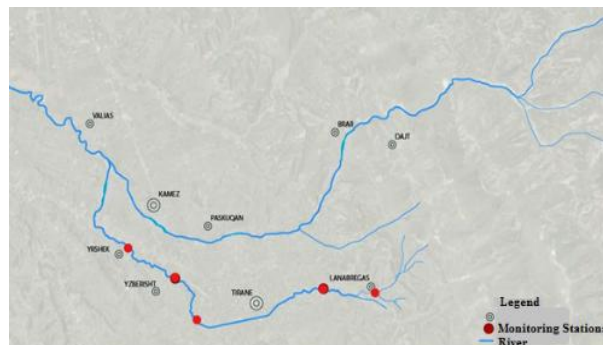 VALIAS
BRAR
DAJT
KAMEZ
PASKUQAN
YRSHEK
YZBERISHT
TIRANE
LANABREGAS
Legend
Monitoring Stations
River